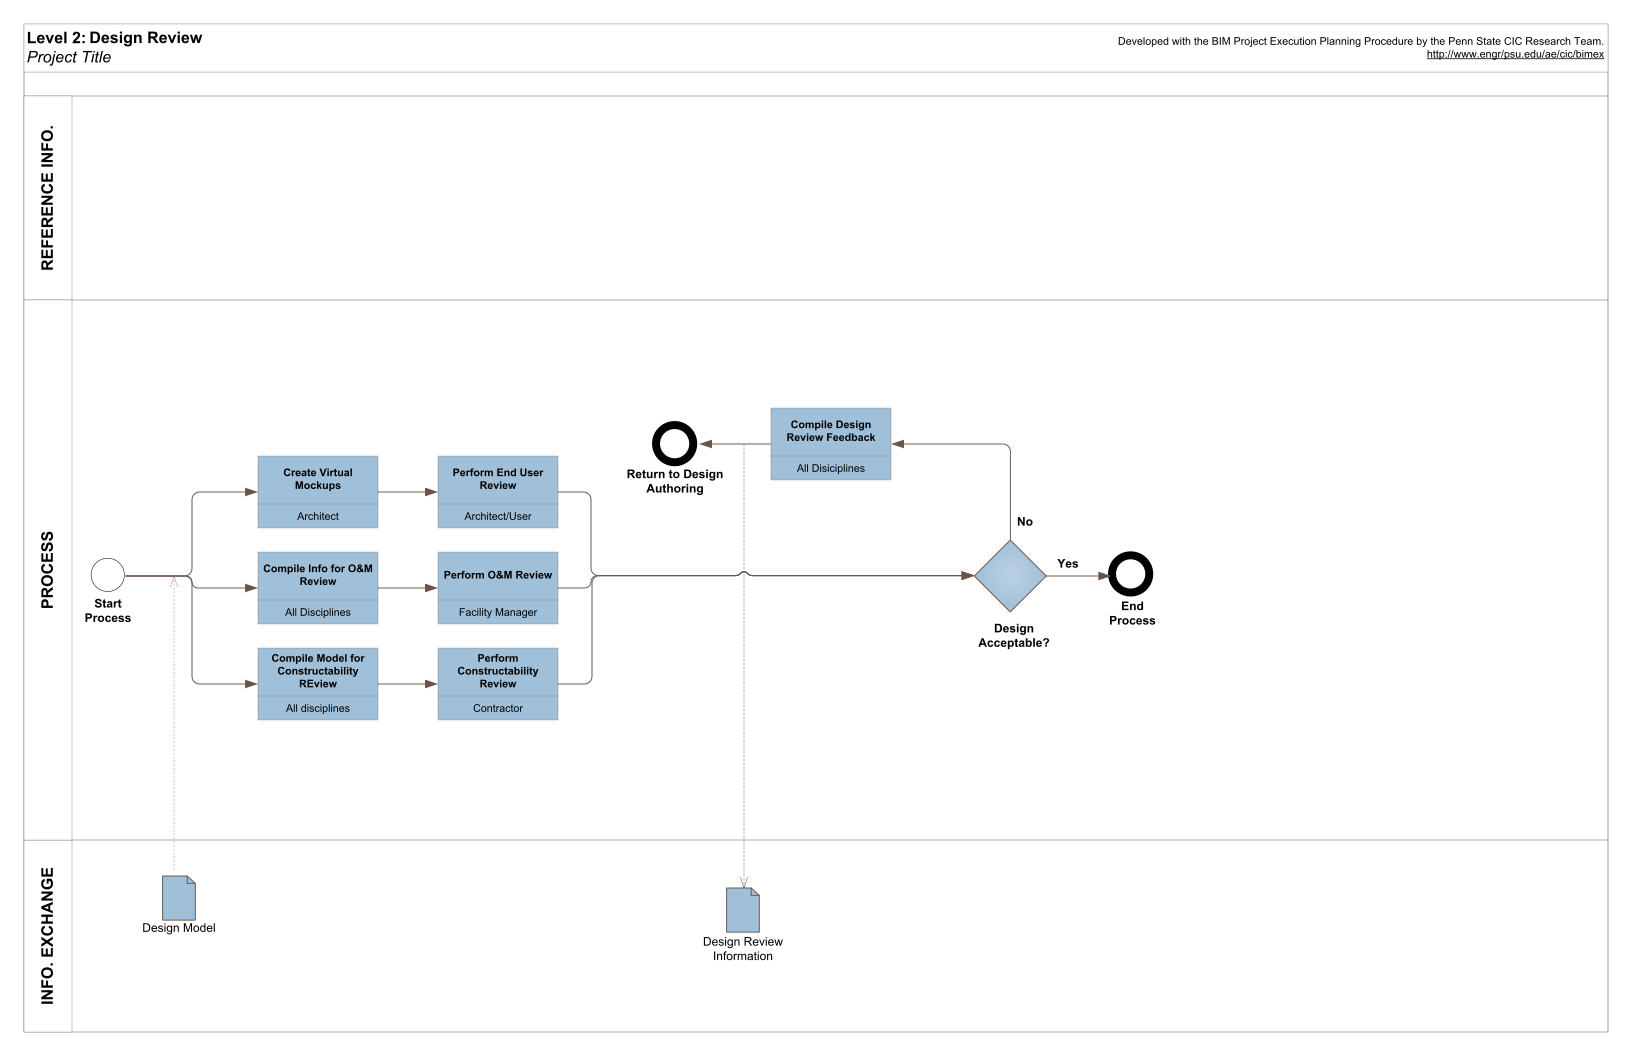 Level 2: Design Review
Project Title
Developed with the BIM Project Execution Planning Procedure by the Penn State CIC Research Team.
http://www.engr/psu.edu/ae/cic/bimex
REFERENCE INFO.
PROCESS
INFO. EXCHANGE
Start
Process
Create Virtual
Mockups
Architect
Perform End User
Review
Architect/User
Compile Info for O&M
Review
All Disciplines
Perform O&M Review
Facility Manager
Compile Model for
Constructability
REview
All disciplines
Perform
Constructability
Review
Contractor
Return to Design
Authoring
Compile Design
Review Feedback
All Disiciplines
No
Yes
Design
Acceptable?
End
Process
Design Model
Design Review
Information